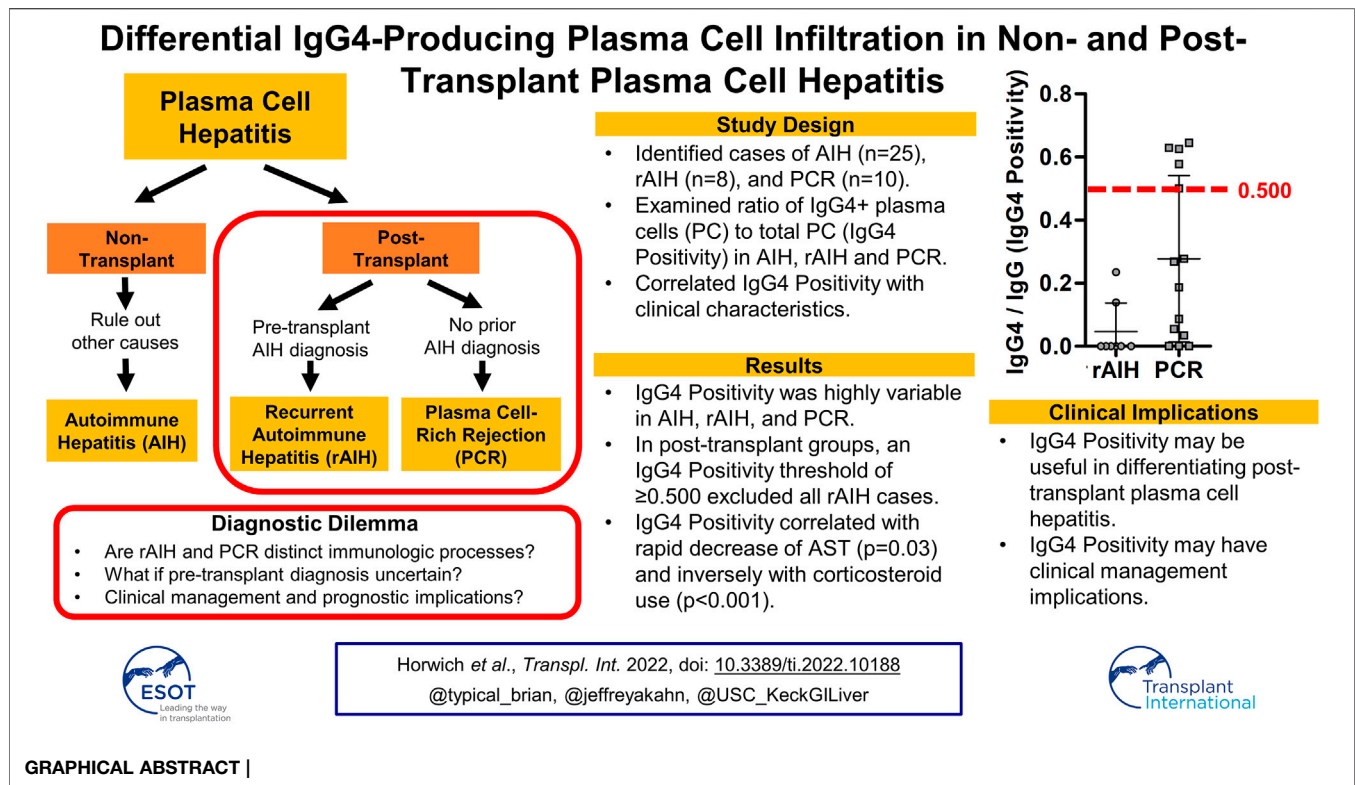 Differential IgG4-Producing Plasma Cell Infiltration in Non- and Post-
Transplant Plasma Cell Hepatitis
Plasma Cell
Hepatitis
Non-
Transplant
Post-
Transplant
Rule out
other causes
Pre-transplant
AIH diagnosis
No prior
AIH diagnosis
Autoimmune
Hepatitis (AIH)
Recurrent
Autoimmune
Hepatitis (rAIH)
Plasma Cell-
Rich Rejection
(PCR)
Diagnostic Dilemma
• Are rAIH and PCR distinct immunologic processes?
• What if pre-transplant diagnosis uncertain?
• Clinical management and prognostic implications?
Study Design
• Identified cases of AIH (n=25),
rAIH (n=8), and PCR (n=10).
• Examined ratio of IgG4+ plasma
cells (PC) to total PC (IgG4
Positivity) in AIH, rAIH and PCR.
• Correlated IgG4 Positivity with
clinical characteristics.
Results
• IgG4 Positivity was highly variable
in AIH, rAIH, and PCR.
• In post-transplant groups, an
IgG4 Positivity threshold of
≥0.500 excluded all rAIH cases.
• IgG4 Positivity correlated with
rapid decrease of AST (p=0.03)
and inversely with corticosteroid
use (p<0.001).
IgG4 / IgG (IgG4 Positivity)
0.8
0.6
0.4
0.2
0.0
0.500
rAIH PCR
Clinical Implications
• IgG4 Positivity may be
useful in differentiating post-
transplant plasma cell
hepatitis.
• IgG4 Positivity may have
clinical management
implications.
ESOT
Leading the way
in transplantation
Horwich et al., Transpl. Int. 2022, doi: 10.3389/ti.2022.10188
@typical_brian, @jeffreyakahn, @USC_KeckGILiver
Transplant
International
GRAPHICAL ABSTRACT |